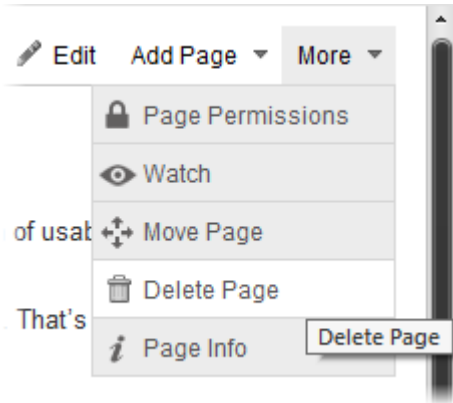 Edit Add Page More
Page Permissions
Watch
of usab Move Page
Delete Page
That's
Page Info Delete Page